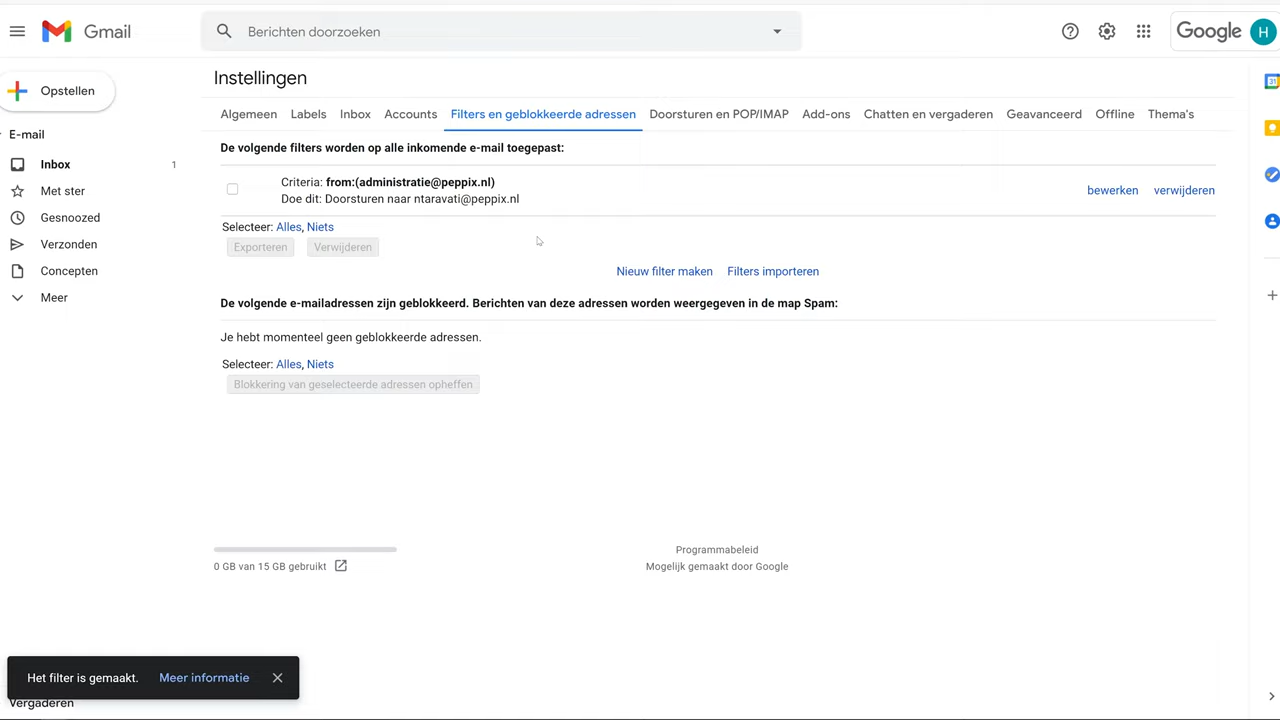 Gmail
Berichten doorzoeken
Google
H
Opstellen
Instellingen
Algemeen Labels Inbox Accounts Filters en geblokkeerde adressen Doorsturen en POP/IMAP Add-ons Chatten en vergaderen Geavanceerd Offline Thema's
E-mail
Inbox 1
Met ster
Gesnoozed
Verzonden
Concepten
Meer
De volgende filters worden op alle inkomende e-mail toegepast:
Criteria: from:(administratie@peppix.nl)
Doe dit: Doorsturen naar ntaravati@peppix.nl
bewerken verwijderen
Selecteer: Alles, Niets
Exporteren Verwijderen
Nieuw filter maken Filters importeren
De volgende e-mailadressen zijn geblokkeerd. Berichten van deze adressen worden weergegeven in de map Spam:
Je hebt momenteel geen geblokkeerde adressen.
Selecteer: Alles, Niets
Blokkering van geselecteerde adressen opheffen
0 GB van 15 GB gebruikt
Programmabeleid
Mogelijk gemaakt door Google
Het filter is gemaakt. Meer informatie
Vergaderen
31